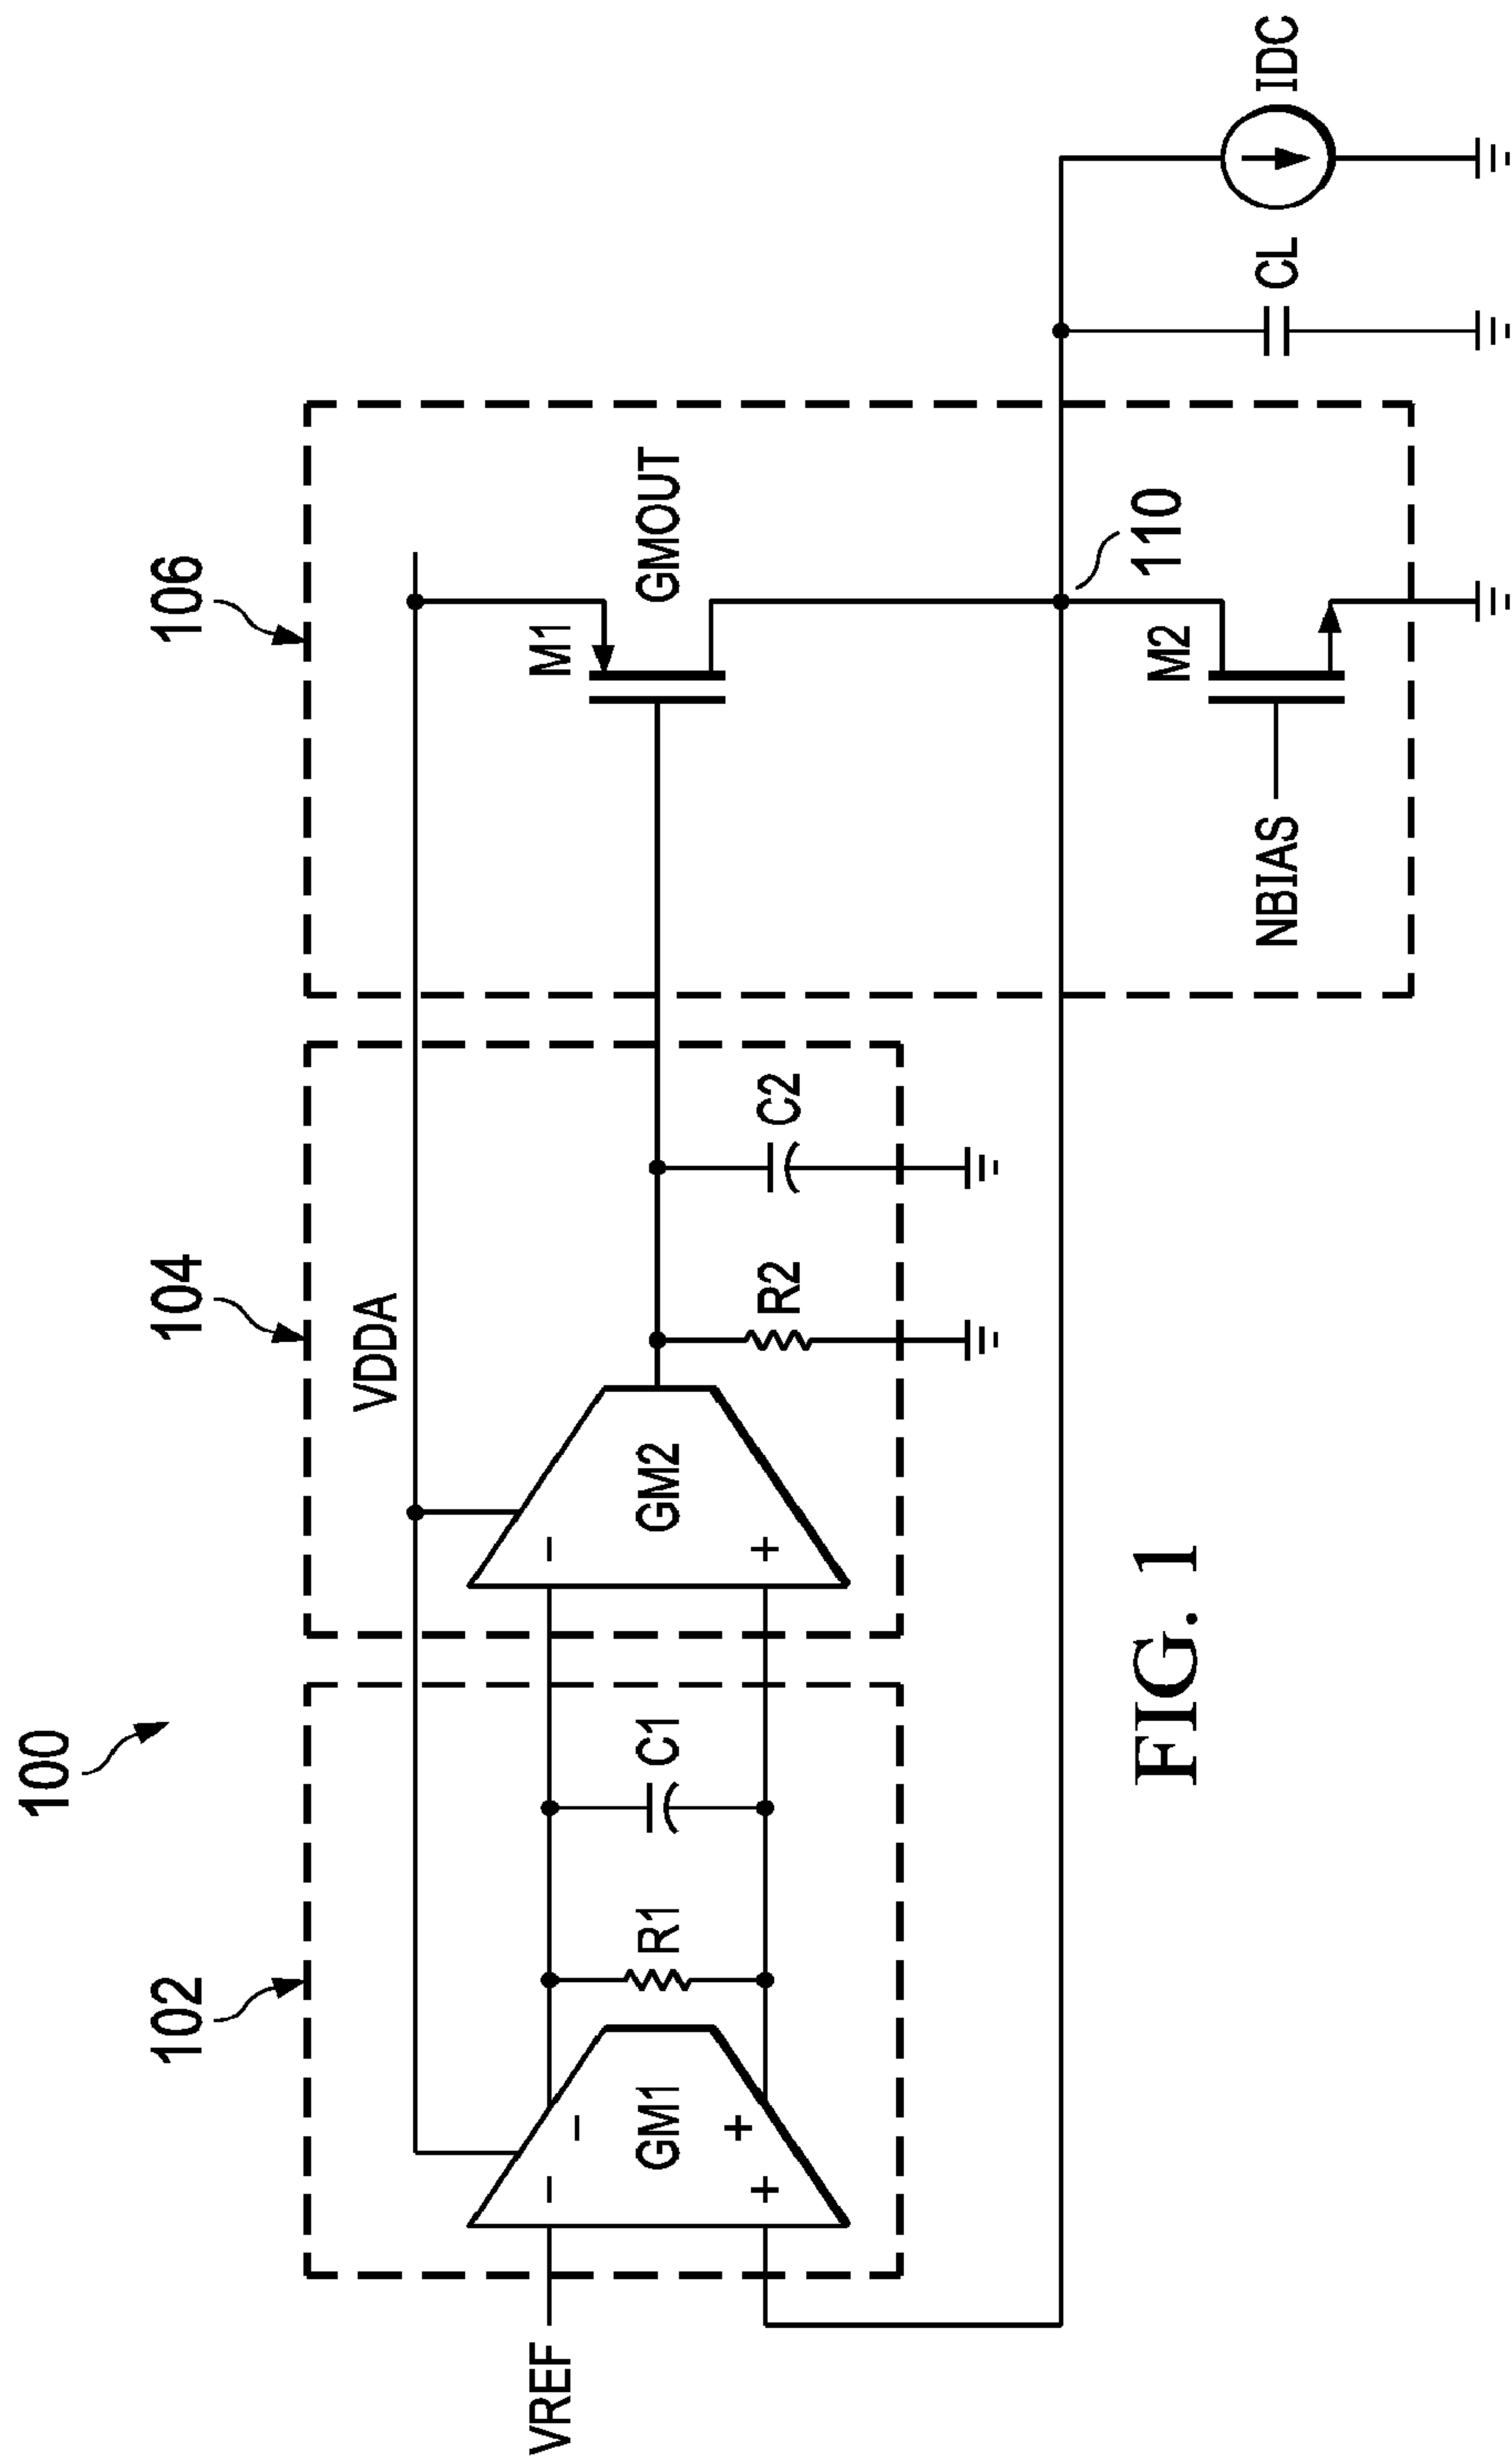 100
102
104
106
VDDA
VREF
-
+
GM1
-
+
R1
C1
-
+
GM2
R2
C2
M1
GMOUT
110
M2
NBIAS
CL
IDC
FIG. 1